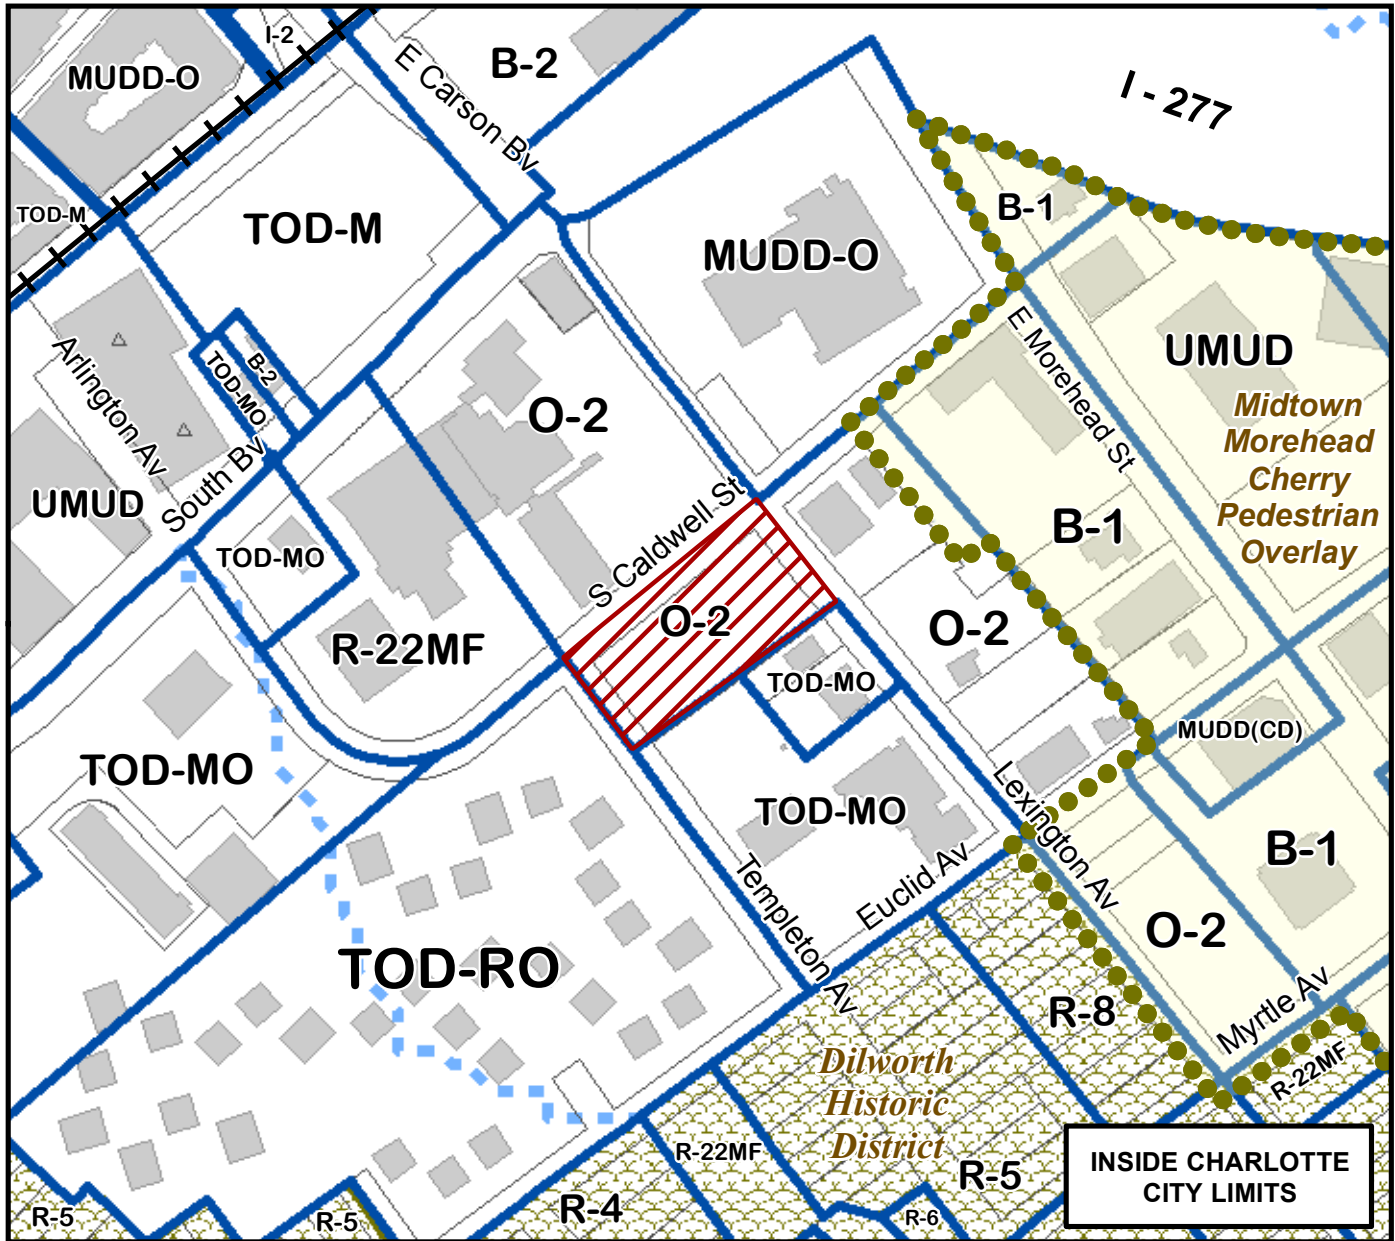 I-2
MUDD-O
B-2
E Carson Bv
I - 277
TOD-M
TOD-M
B-1
MUDD-O
E Morehead St
UMUD
Midtown
Morehead
Cherry
Pedestrian
Overlay
Arlington Av
B-2
TOD-MO
O-2
South Bv
UMUD
S Caldwell St
B-1
TOD-MO
O-2
O-2
R-22MF
TOD-MO
MUDD(CD)
TOD-MO
TOD-MO
Lexington Av
B-1
Templeton Av
Euclid Av
O-2
TOD-RO
R-8
Myrtle Av
R-22MF
Dilworth
Historic
District
R-22MF
R-5
INSIDE CHARLOTTE
CITY LIMITS
R-5
R-5
R-4
R-6